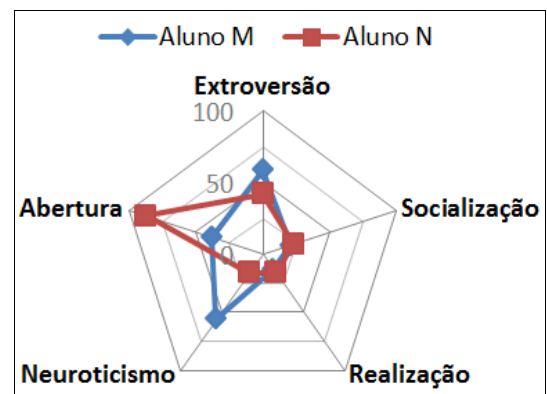 Aluno M Aluno N
Extroversão
100
50
Abertura
Socialização
0
Neuroticismo
Realização